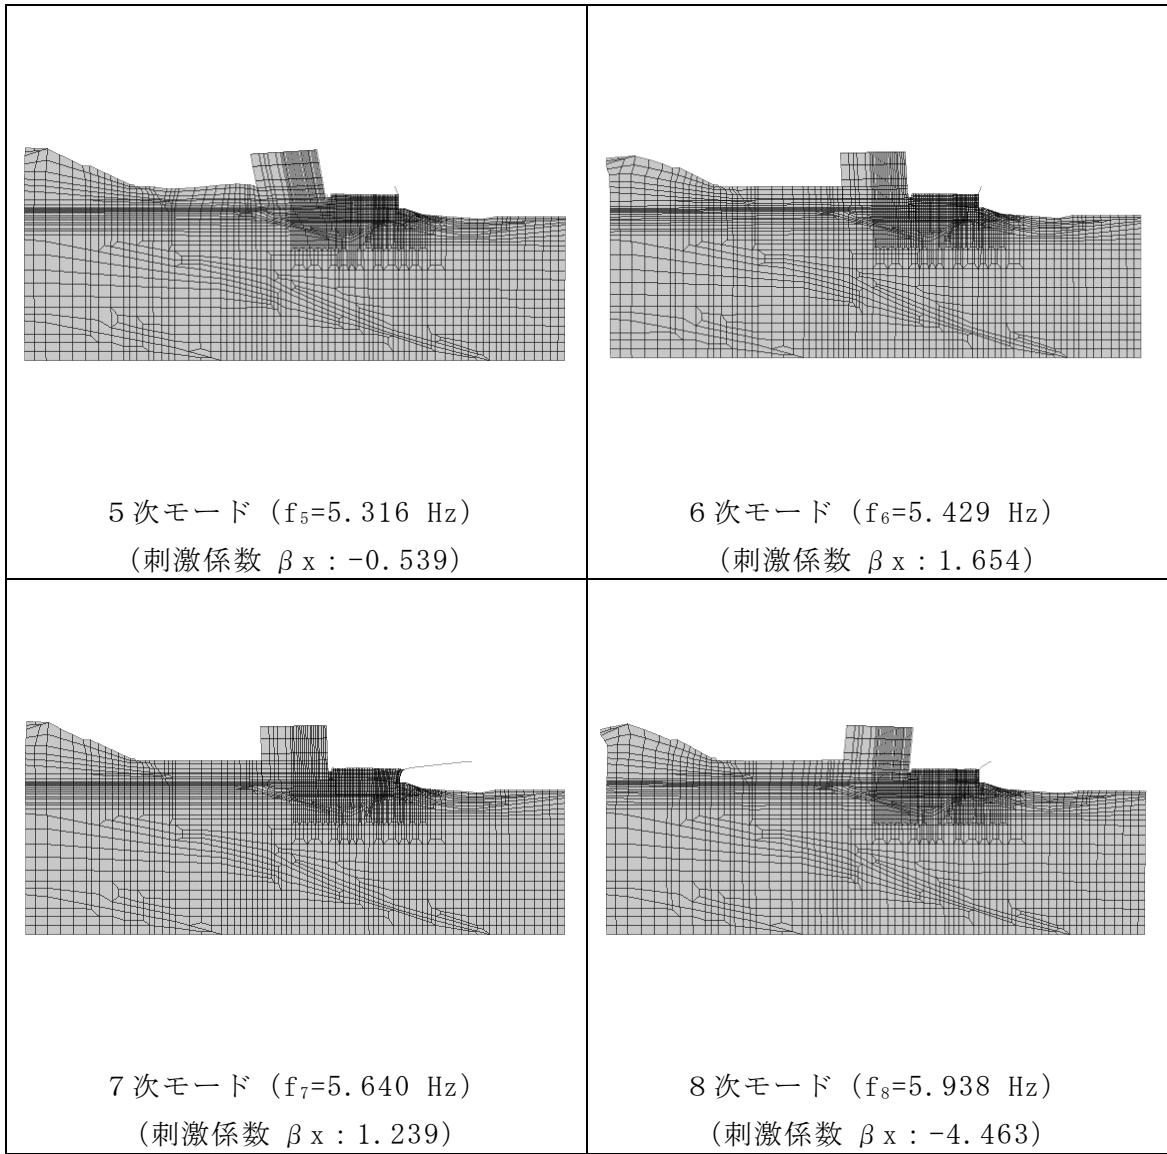 5次モード (f₅=5.316 Hz)
(刺激係数 βx:-0.539)
6次モード (f₆=5.429 Hz)
(刺激係数 βx:1.654)
7次モード (f₇=5.640 Hz)
(刺激係数 βx:1.239)
8次モード (f₈=5.938 Hz)
(刺激係数 βx:-4.463)